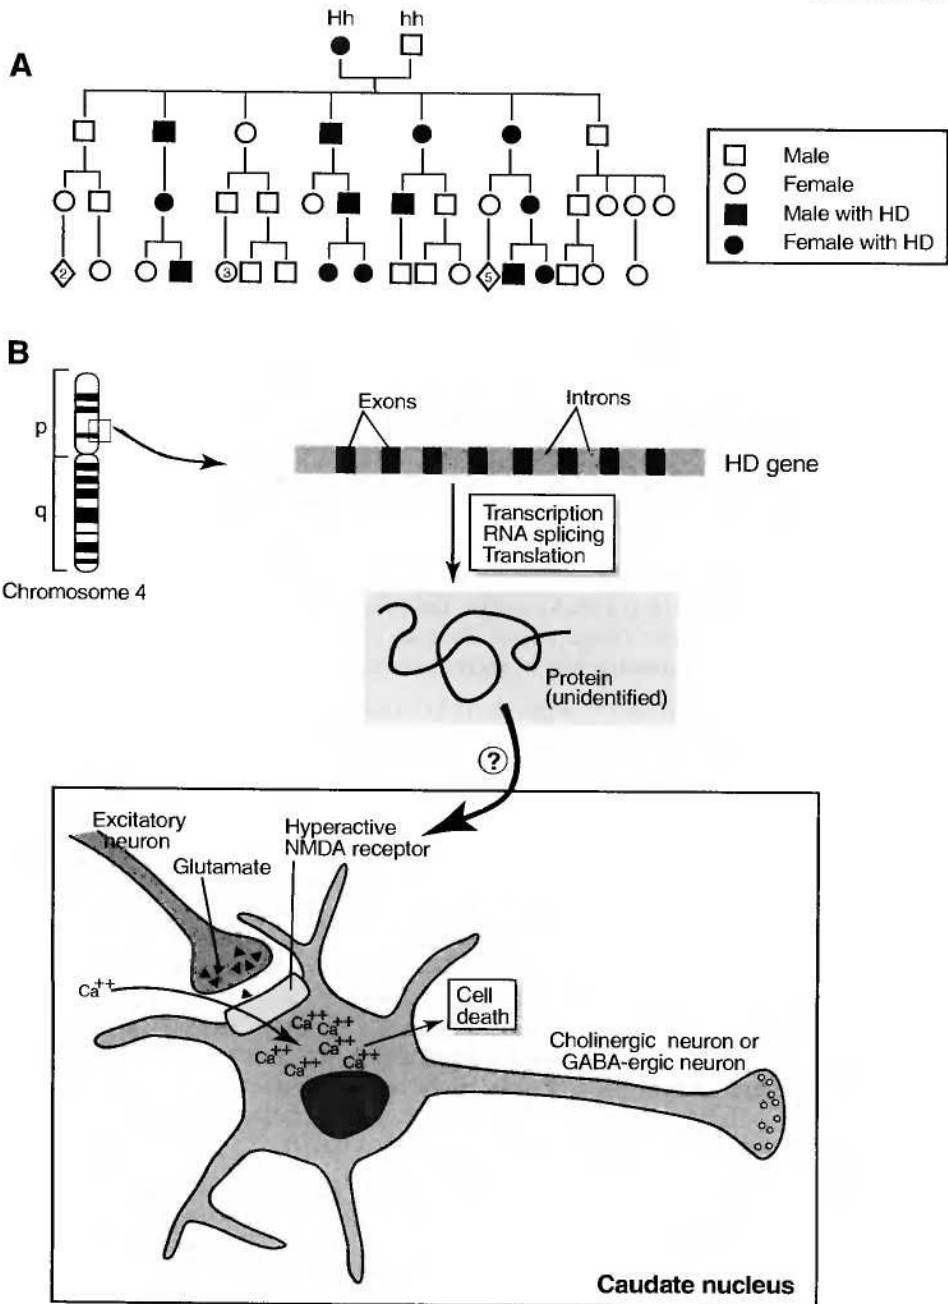 Hh hh
A
Male
Female
Male with HD
Female with HD
2 3 5
B
p
q
Chromosome 4
Exons
Introns
HD gene
Transcription
RNA splicing
Translation
Protein
(unidentified)
?
Excitatory
neuron
Glutamate
Hyperactive
NMDA receptor
Ca++
Ca++
Ca++
Ca++
Ca++
Ca++
Ca++
Cell
death
Cholinergic neuron or
GABA-ergic neuron
Caudate nucleus